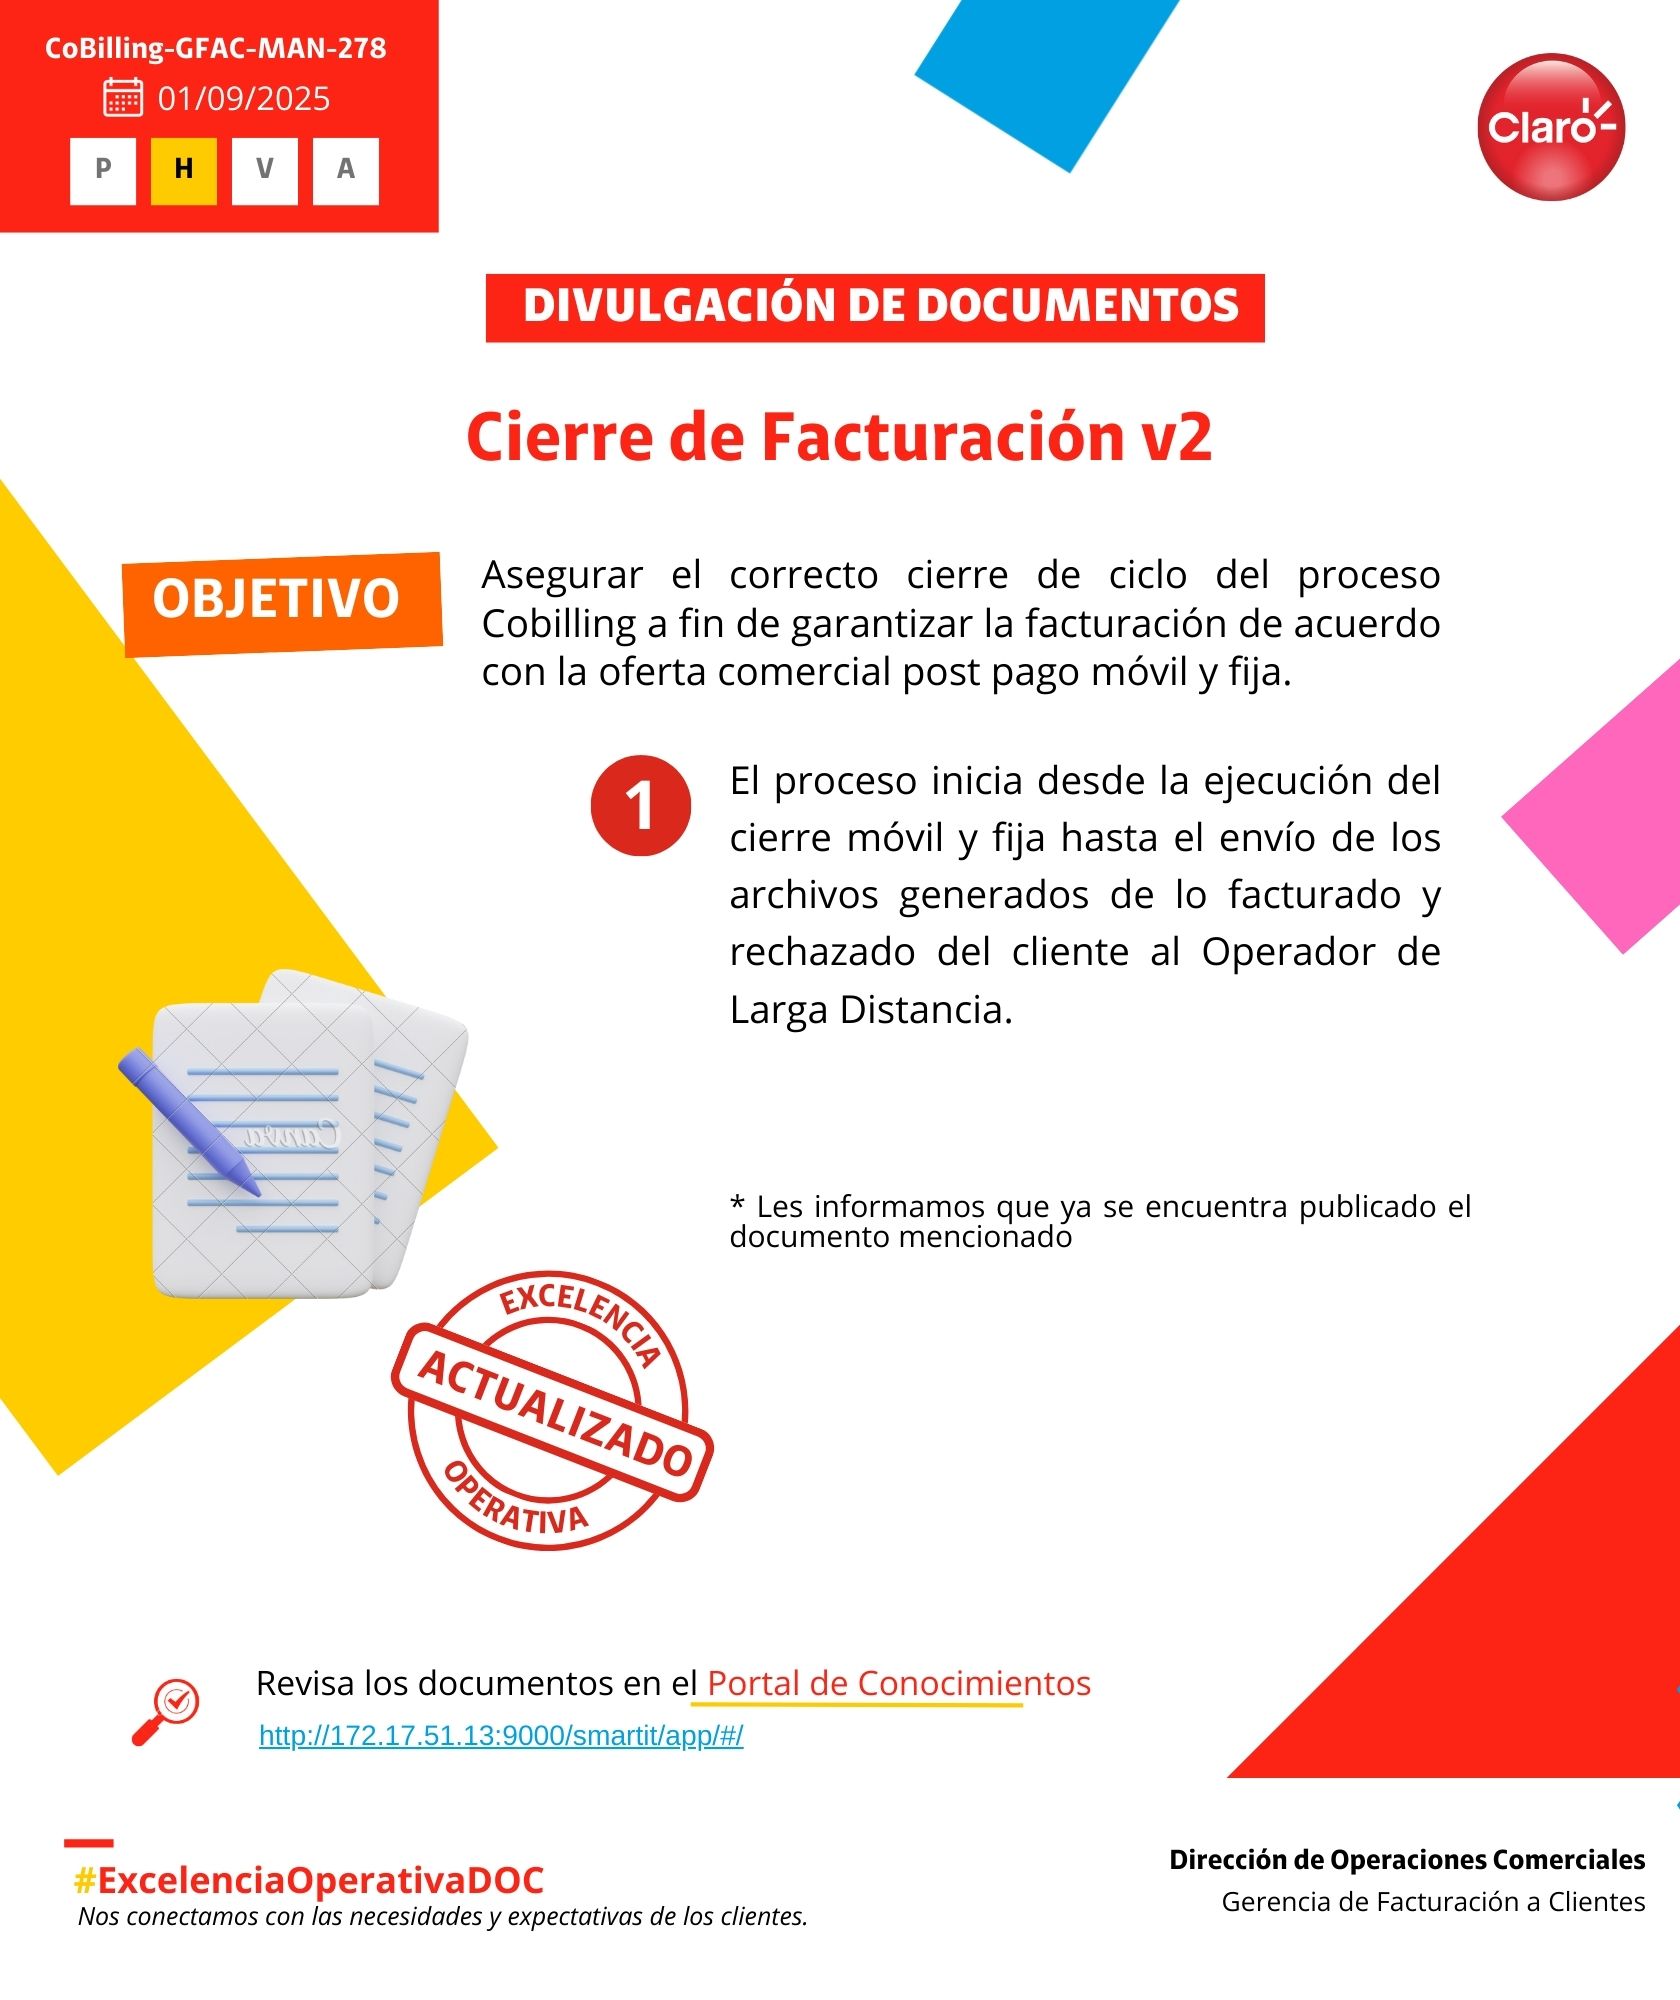 CoBilling-GFAC-MAN-278
01/09/2025
P H V A
Claro
DIVULGACIÓN DE DOCUMENTOS
Cierre de Facturación v2
OBJETIVO
Asegurar el correcto cierre de ciclo del proceso
Cobilling a fin de garantizar la facturación de acuerdo
con la oferta comercial post pago móvil y fija.
1
El proceso inicia desde la ejecución del
cierre móvil y fija hasta el envío de los
archivos generados de lo facturado y
rechazado del cliente al Operador de
Larga Distancia.
Canva
* Les informamos que ya se encuentra publicado el
documento mencionado
EXCELENCIA
ACTUALIZADO
OPERATIVA
Revisa los documentos en el Portal de Conocimientos
http://172.17.51.13:9000/smartit/app/#/
#ExcelenciaOperativaDOC
Nos conectamos con las necesidades y expectativas de los clientes.
Dirección de Operaciones Comerciales
Gerencia de Facturación a Clientes